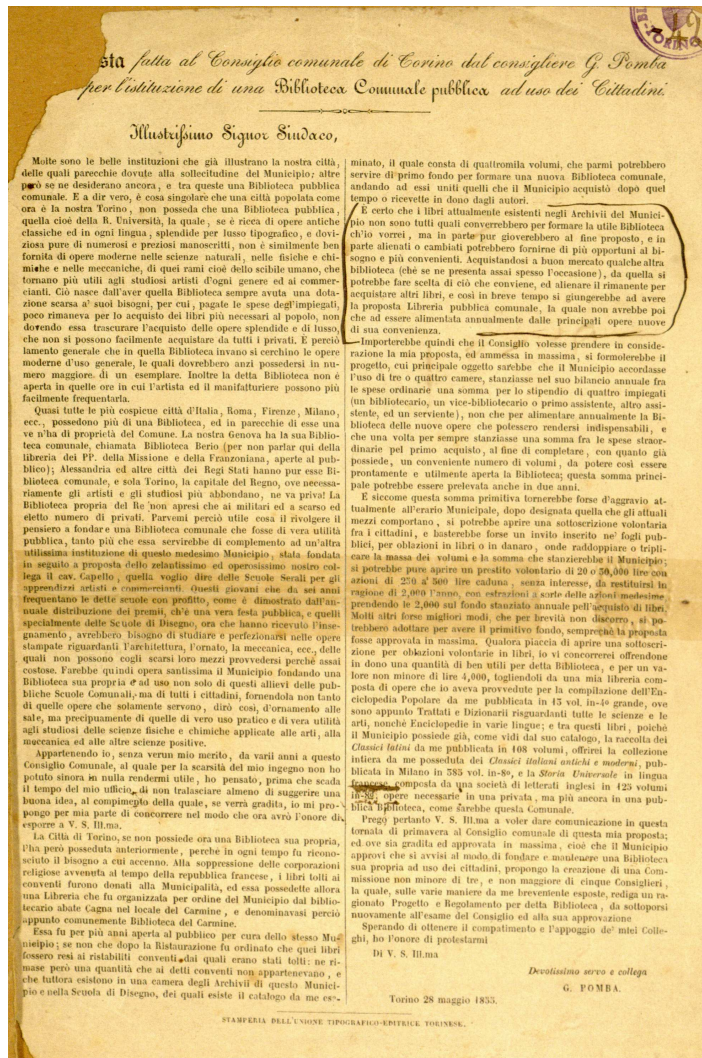 sta fatta al Consiglio comunale di Torino dal consigliere G. Pomba
per l'istituzione di una Biblioteca Comunale pubblica ad uso dei Cittadini.
Illustrissimo Signor Sindaco,
Molte sono le belle instituzioni che già illustrano la nostra città,
delle quali parecchie dovute alla sollecitudine del Municipio; altre
però se ne desiderano ancora, e tra queste una Biblioteca pubblica
comunale. E a dir vero, è cosa singolare che una città popolata come
ora è la nostra Torino, non posseda che una pubblica Biblioteca,
quella cioè della R. Università, la quale, se è ricca di opere antiche
classiche ed in ogni lingua, splendide per lusso tipografico, e dovi-
ziosa pure di numerosi e preziosi manoscritti, non è similmente ben
fornita di opere moderne nelle scienze naturali, nelle fisiche e chi-
miche e nelle meccaniche, di quei rami cioè dello scibile umano, che
tornano più utili agli studiosi artisti d'ogni genere ed ai commer-
cianti. Ciò nasce dall'aver quella Biblioteca sempre avuta una dota-
zione scarsa a' suoi bisogni, per cui, pagate le spese degl'impiegati,
poco rimaneva per lo acquisto dei libri più necessari al popolo, non
dovendo essa trascurare l'acquisto delle opere splendide e di lusso,
che non si possono facilmente acquistare da tutti i privati. E perciò
lamento generale che in quella Biblioteca invano si cerchino le opere
moderne d'uso generale, le quali dovrebbero anzi possedersi in nu-
mero maggiore di un esemplare. Inoltre la detta Biblioteca non è
aperta in quelle ore in cui l'artista ed il manifatturiere possono più
facilmente frequentarla.
Quasi tutte le più cospicue città d'Italia, Roma, Firenze, Milano,
ecc., possedono più di una Biblioteca, ed in parecchie di esse una
ve n'ha di proprietà del Comune. La nostra Genova ha la sua Biblio-
teca comunale, chiamata Biblioteca Berio (per non parlar qui della
libreria dei PP. della Missione e della Franzoniana, aperte al pub-
blico); Alessandria ed altre città dei Regi Stati hanno pur esse Bi-
blioteca comunale, e sola Torino, la capitale del Regno, ove necessa-
riamente gli artisti e gli studiosi più abbondano, ne va priva! La
Biblioteca propria del Re non apresi che ai militari ed a scarso ed
eletto numero di privati. Parvemi perciò utile cosa il rivolgere il
pensiero a fondar e una Biblioteca comunale che fosse di vera utilità
pubblica, tanto più che essa servirebbe di complemento ad un'altra
utilissima instituzione di questo medesimo Municipio, stata fondata
in seguito a proposta del zelantissimo ed operosissimo nostro col-
lega il cav. Capello, quella voglio dire delle Scuole Serali per gli
apprendizzi artisti e commercianti. Questi giovani che da sei anni
frequentano le dette scuole con profitto, come è dimostrato dall'an-
nuale distribuzione dei premii, ch'è una vera festa pubblica, e quelli
specialmente delle Scuole di Disegno, ora che hanno ricevuto l'inse-
gnamento, avrebbero bisogno di studiare e perfezionarsi nelle opere
stampate riguardanti l'architettura, l'ornato, la meccanica, ecc., delle
quali non possono cogli scarsi loro mezzi provvedersi perchè assai
costose. Farebbe quindi opera santissima il Municipio fondando una
Biblioteca sua propria e ad uso non solo di questi allievi delle pub-
bliche Scuole Comunali, ma di tutti i cittadini, fornendola non tanto
di quelle opere che solamente servono, dirò così, d'ornamento alle
sale, ma precipuamente di quelle di vero uso pratico e di vera utilità
agli studiosi delle scienze fisiche e chimiche applicate alle arti, alla
meccanica ed alle altre scienze positive.
Appartenendo io, senza verun mio merito, da varii anni a questo
Consiglio Comunale, al quale per la scarsità del mio ingegno non ho
potuto sinora in nulla rendermi utile, ho pensato, prima che scada
il tempo del mio ufficio, di non tralasciare almeno di suggerire una
buona idea, al compimento della quale, se verrà gradita, io mi pro-
pongo per mia parte di concorrere nel modo che ora avrò l'onore di
esporre a V. S. Ill.ma.
La Città di Torino, se non possiede ora una Biblioteca sua propria,
l'ha però posseduta anteriormente, perchè in ogni tempo fu ricono-
sciuto il bisogno a cui accenno. Alla soppressione delle corporazioni
religiose avvenuta al tempo della repubblica francese, i libri tolti ai
conventi furono donati alla Municipalità, ed essa possedette allora
una Libreria che fu organizzata per ordine del Municipio dal biblio-
tecario abate Cagna nel locale del Carmine, e denominavasi perciò
appunto comunemente Biblioteca del Carmine.
Essa fu per più anni aperta al pubblico per cura dello stesso Mu-
nicipio; se non che dopo la Ristaurazione fu ordinato che quei libri
fossero resi ai ristabiliti conventi dai quali erano stati tolti: ne ri-
mase però una quantità che ai detti conventi non appartenevano, e
che tuttora esistono in una camera degli Archivii di questo Munici-
pio e nella Scuola di Disegno, dei quali esiste il catalogo da me es-
minato, il quale consta di quattromila volumi, che parmi potrebbero
servire di primo fondo per formare una nuova Biblioteca comunale,
andando ad essi uniti quelli che il Municipio acquistò dopo quel
tempo o ricevette in dono dagli autori.
E certo che i libri attualmente esistenti negli Archivii del Munici-
pio non sono tutti quali converrebbero per formare la utile Biblioteca
ch'io vorrei, ma in parte pur gioverebbero al fine proposto, e in
parte alienati o cambiati potrebbero fornirne di più opportuni al bi-
sogno e più convenienti. Acquistandosi a buon mercato qualche altra
biblioteca (chè se ne presenta assai spesso l'occasione), da quella si
potrebbe fare scelta di ciò che conviene, ed alienare il rimanente per
acquistare altri libri, e così in breve tempo si giungerebbe ad avere
la proposta Libreria pubblica comunale, la quale non avrebbe poi
che ad essere alimentata annualmente dalle principali opere nuove
di sua convenienza.
Importerebbe quindi che il Consiglio volesse prendere in conside-
razione la mia proposta, ed ammessa in massima, si formolerebbe il
progetto, cui principale oggetto sarebbe che il Municipio accordasse
l'uso di tre o quattro camere, stanziasse nel suo bilancio annuale fra
le spese ordinarie una somma per lo stipendio di quattro impiegati
(un bibliotecario, un vice-bibliotecario o primo assistente, altro assi-
stente, ed un serviente), non che per alimentare annualmente la Bi-
blioteca delle nuove opere che potessero rendersi indispensabili, e
che una volta per sempre stanziasse una somma fra le spese straor-
dinarie pel primo acquisto, al fine di completare, con quanto già
possiede, un conveniente numero di volumi, da potere così essere
prontamente e utilmente aperta la Biblioteca; questa somma princi-
pale potrebbe essere prelevata anche in due anni.
E siccome questa somma primitiva tornerebbe forse d'aggravio at-
tualmente all'erario Municipale, dopo designata quella che gli attuali
mezzi comportano, si potrebbe aprire una sottoscrizione volontaria
fra i cittadini, e basterebbe forse un invito inscrito ne' fogli pub-
blici, per oblazioni in libri o in danaro, onde raddoppiare o tripli-
care la massa dei volumi e la somma che stanzierebbe il Municipio;
si potrebbe pure aprire un prestito volontario di 20 o 30,000 lire con
azioni di 250 a 500 lire caduna, senza interesse, da restituirsi in
ragione di 2,000 l'anno, con estrazioni a sorte delle azioni medesime
prendendo le 2,000 sul fondo stanziato annuale pell'acquisto di libri.
Molti altri forse migliori modi, che per brevità non discorro, si po-
trebbero adottare per avere il primitivo fondo, sempreché la proposta
fosse approvata in massima. Qualora piaccia di aprire una sottoscri-
zione per oblazioni volontarie in libri, io vi concorrerei offrendone
in dono una quantità di ben utili per detta Biblioteca, e per un va-
lore non minore di lire 4,000, togliendoli da una mia libreria com-
posta di opere che io aveva provvedute per la compilazione dell'En-
ciclopedia Popolare da me pubblicata in 13 vol. in-4o grande, ove
sono appunto Trattati e Dizionarii risguardanti tutte le scienze e le
arti, nonchè Enciclopedie in varie lingue; e tra questi libri, poichè
il Municipio possiede già, come vidi dal suo catalogo, la raccolta dei
Classici latini da me pubblicata in 108 volumi, offrirei la collezione
intiera da me posseduta dei Classici italiani antichi e moderni, pub-
blicata in Milano in 385 vol. in-8o, e la Storia Universale in lingua
francese, composta da una società di letterati inglesi in 125 volumi
in-8o, opere necessarie in una privata, ma più ancora in una pub-
blica Biblioteca, come sarebbe questa Comunale.
Prego pertanto V. S. Ill.ma a voler dare comunicazione in questa
tornata di primavera al Consiglio comunale di questa mia proposta;
ed ove sia gradita ed approvata in massima, cioè che il Municipio
approvi che si avvisi al modo di fondare e mantenere una Biblioteca
sua propria ad uso dei cittadini, propongo la creazione di una Com-
missione non minore di tre, e non maggiore di cinque Consiglieri,
la quale, sulle varie maniere da me brevemente esposte, rediga un ra-
gionato Progetto e Regolamento per detta Biblioteca, da sottoporsi
nuovamente all'esame del Consiglio ed alla sua approvazione
Sperando di ottenere il compatimento e l'appoggio de' miei Colle-
ghi, ho l'onore di protestarmi
Di V. S. Ill.ma
Devotissimo servo e collega
G. POMBA.
Torino 28 maggio 1855.
STAMPERIA DELL'UNIONE TIPOGRAFICO-EDITRICE TORINESE.